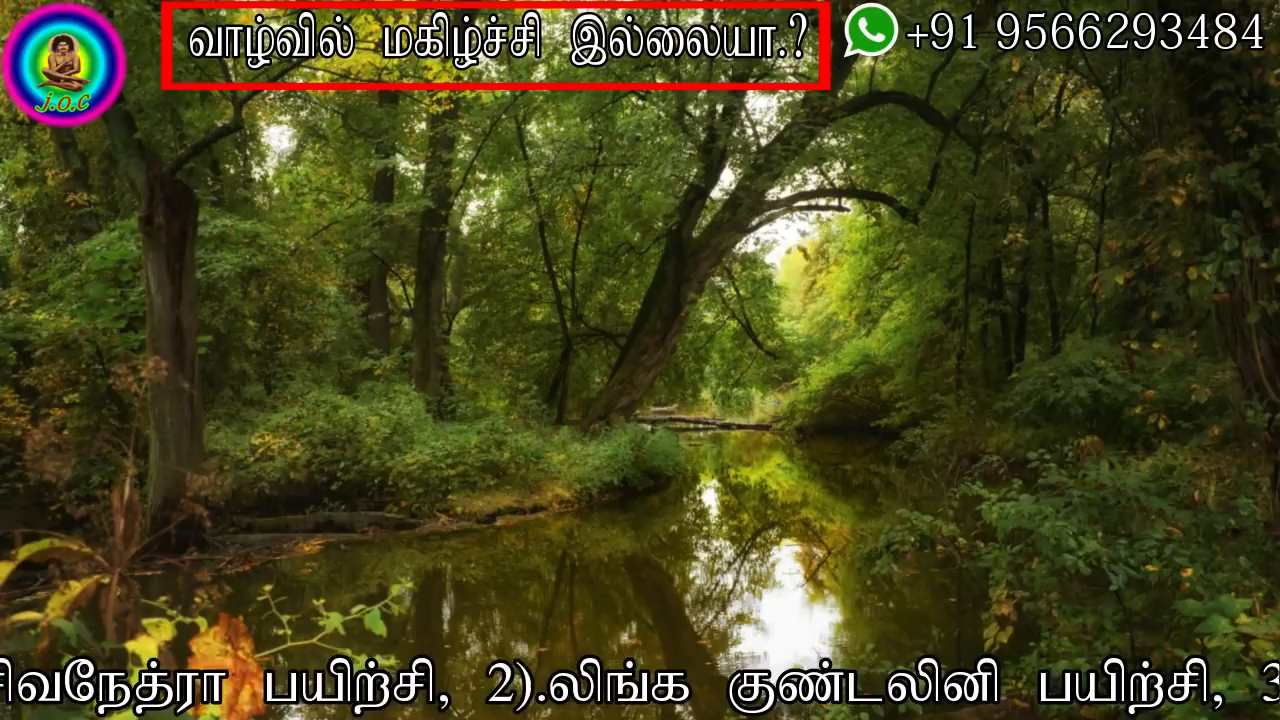 வாழ்வில் மகிழ்ச்சி இல்லையா.?
+91 9566293484
j.O.C
சிவநேத்ரா பயிற்சி, 2).லிங்க குண்டலினி பயிற்சி, 3